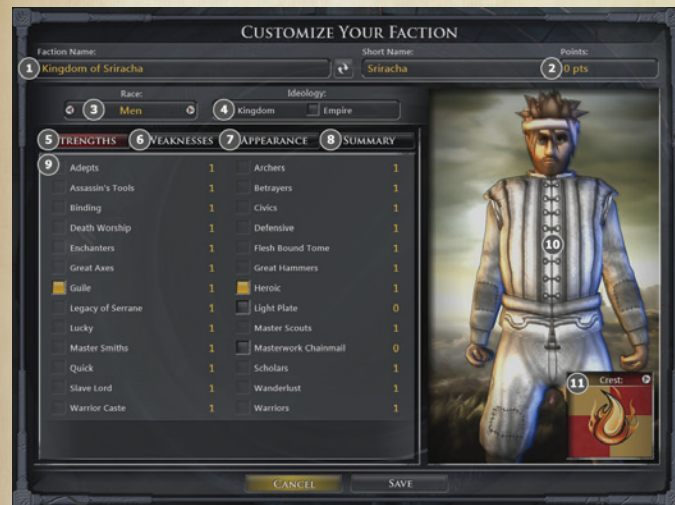 CUSTOMIZE YOUR FACTION
Faction Name: Short Name: Points:
1 Kingdom of Sriracha Sriracha 2 0 pts
Race: Ideology:
3 Men 4 Kingdom Empire
5 STRENGTHS 6 WEAKNESSES 7 APPEARANCE 8 SUMMARY
9
Adepts 1 Archers 1
Assassin's Tools 1 Betrayers 1
Binding 1 Civics 1
Death Worship 1 Defensive 1
Enchanters 1 Flesh Bound Tome 1
Great Axes 1 Great Hammers 1
Guile 1 Heroic 1
Legacy of Serrane 1 Light Plate 0
Lucky 1 Master Scouts 1
Master Smiths 1 Masterwork Chainmail 0
Quick 1 Scholars 1
Slave Lord 1 Wanderlust 1
Warrior Caste 1 Warriors 1
10
11 Crest:
CANCEL SAVE